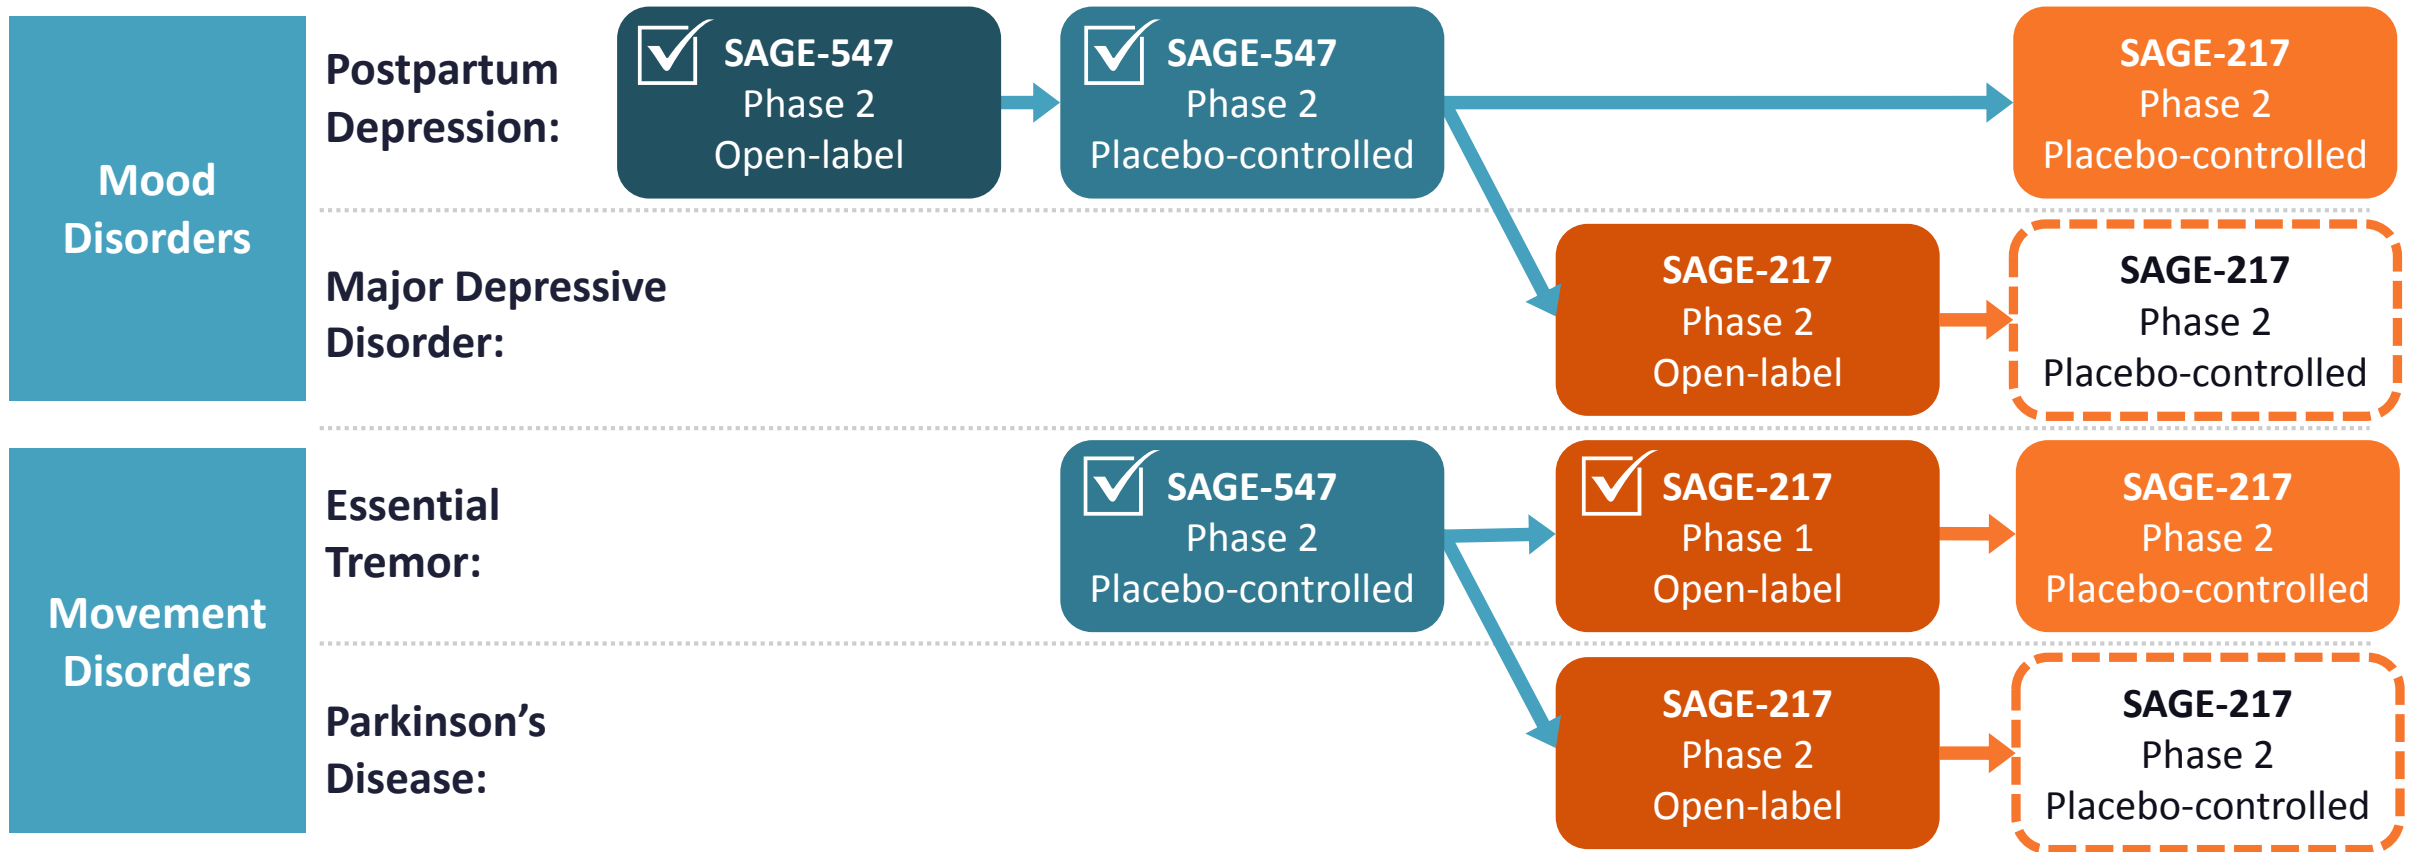 Mood
Disorders
Postpartum
Depression:
SAGE-547
Phase 2
Open-label
SAGE-547
Phase 2
Placebo-controlled
SAGE-217
Phase 2
Placebo-controlled
Major Depressive
Disorder:
SAGE-217
Phase 2
Open-label
SAGE-217
Phase 2
Placebo-controlled
Movement
Disorders
Essential
Tremor:
SAGE-547
Phase 2
Placebo-controlled
SAGE-217
Phase 1
Open-label
SAGE-217
Phase 2
Placebo-controlled
Parkinson’s
Disease:
SAGE-217
Phase 2
Open-label
SAGE-217
Phase 2
Placebo-controlled